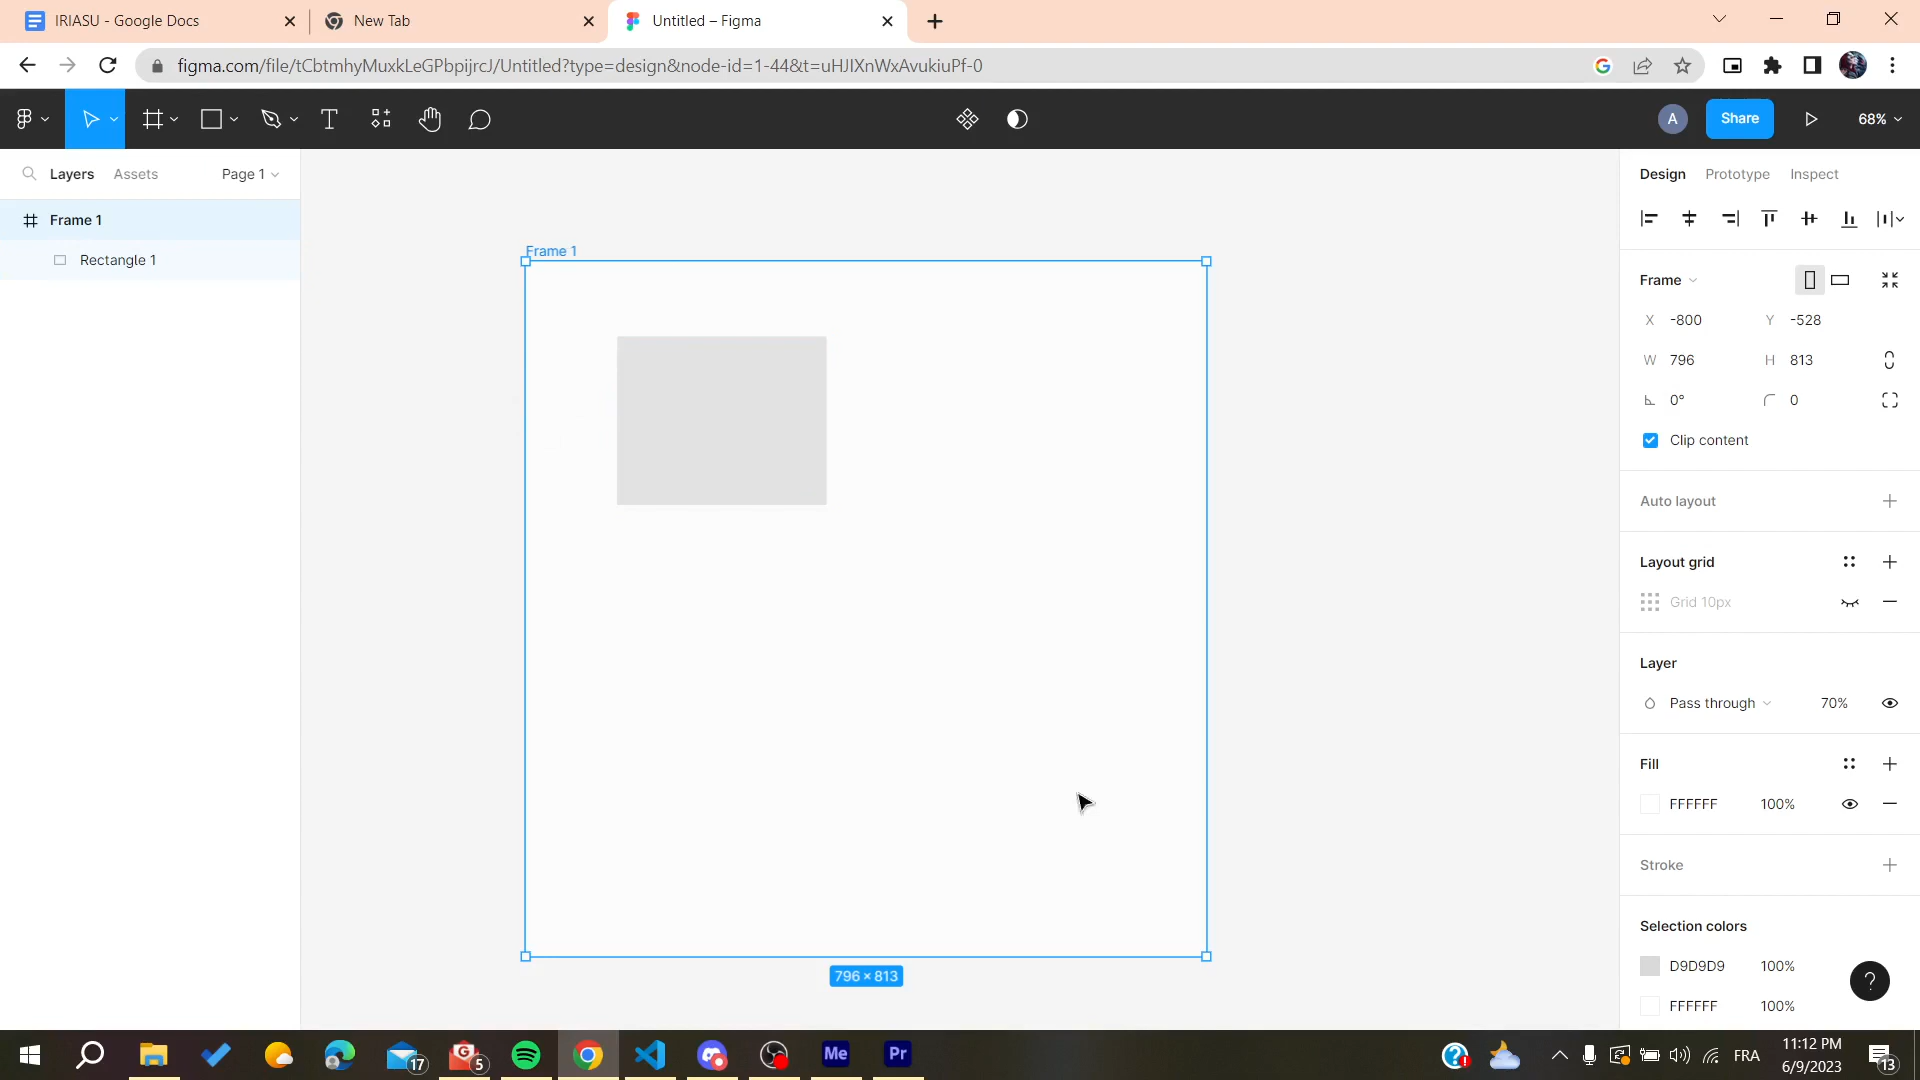 IRIASU - Google Docs
New Tab
Untitled – Figma
figma.com/file/tCbtmhyMuxkLeGPbpijrcJ/Untitled?type=design&node-id=1-44&t=uHJIXnWxAvukiuPf-0
A
Share
68%
Layers
Assets
Page 1
Frame 1
Rectangle 1
Frame 1
796 × 813
Design
Prototype
Inspect
Frame
X -800
Y -528
W 796
H 813
0°
0
Clip content
Auto layout
Layout grid
Grid 10px
Layer
Pass through
70%
Fill
FFFFFF
100%
Stroke
Selection colors
D9D9D9
100%
FFFFFF
100%
?
17
5
Me
Pr
FRA
11:12 PM
6/9/2023
13